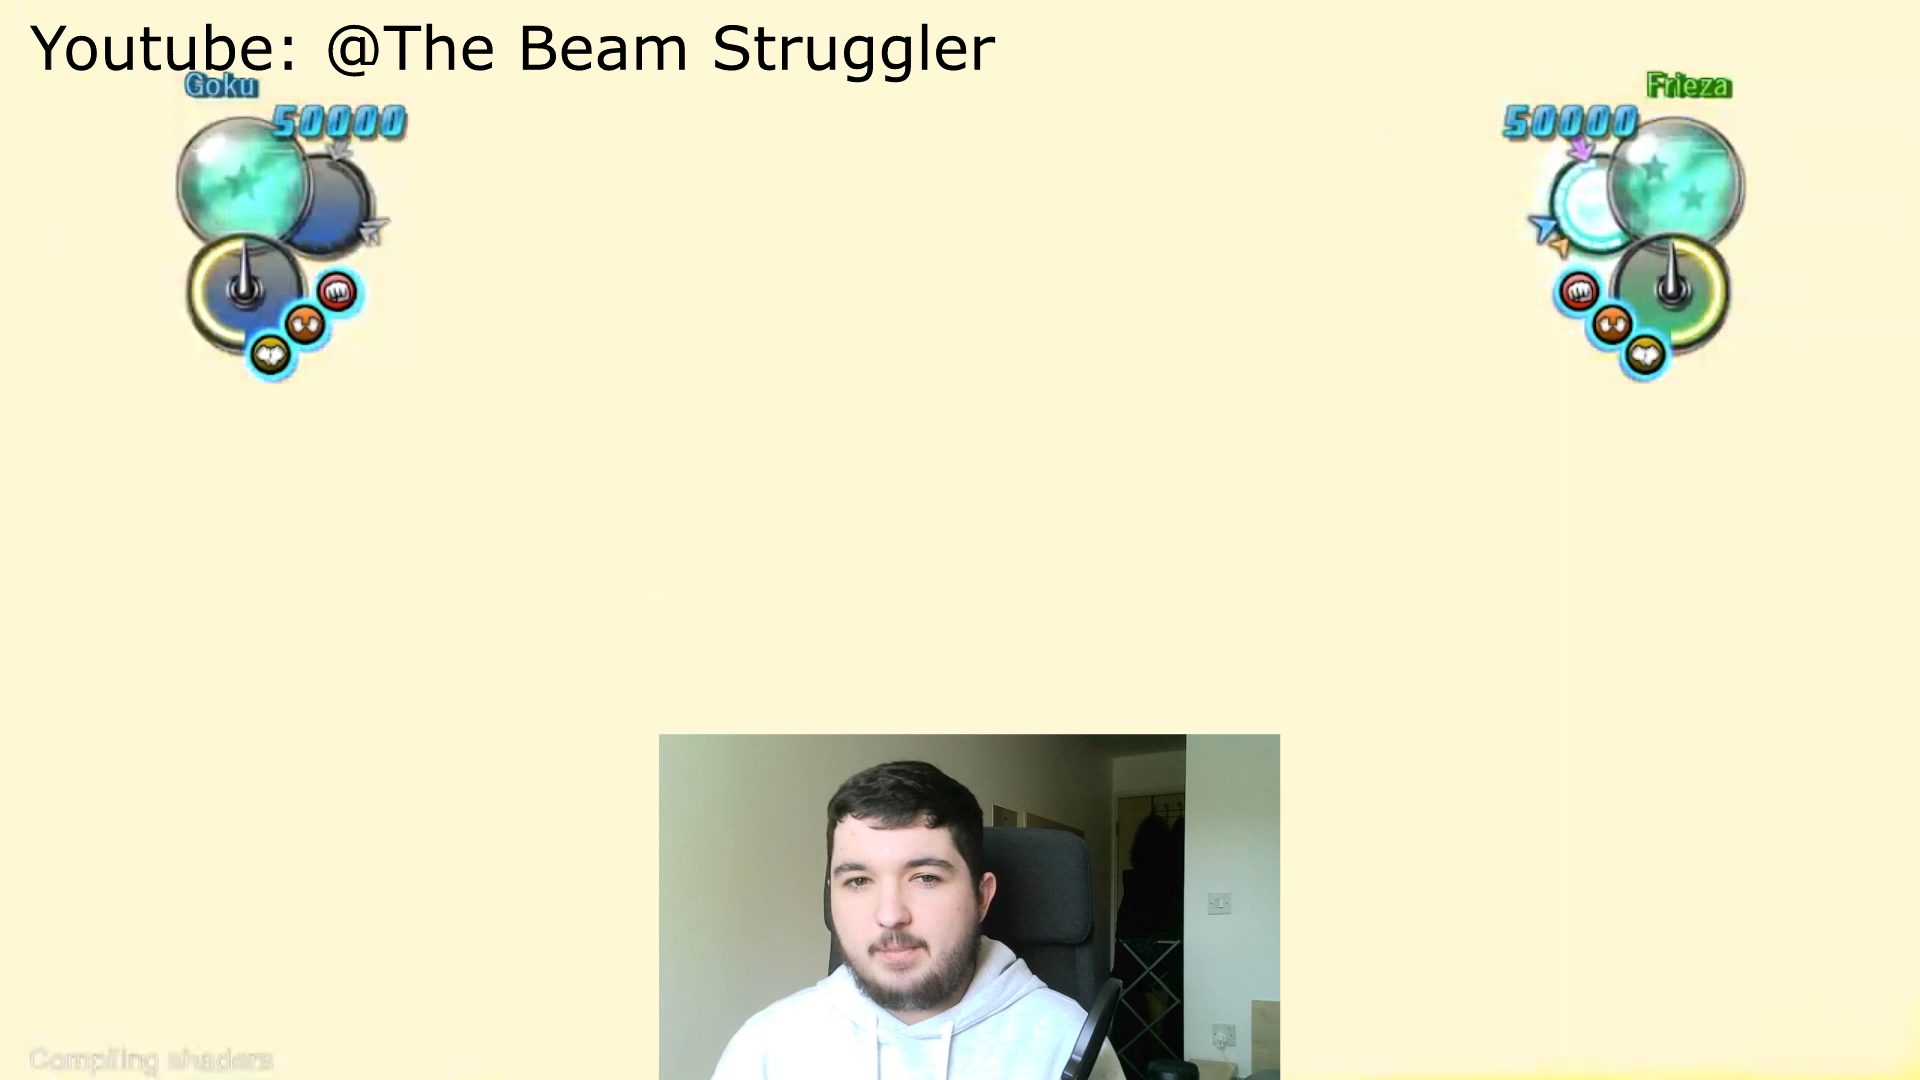 Youtube: @The Beam Struggler
Goku
Frieza
50000
50000
Compiling shaders